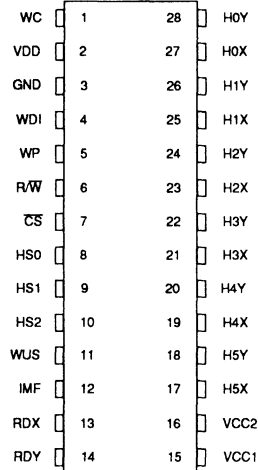 WC 1 28 H0Y
VDD 2 27 H0X
GND 3 26 H1Y
WDI 4 25 H1X
WP 5 24 H2Y
R/W̅ 6 23 H2X
C̅S̅ 7 22 H3Y
HS0 8 21 H3X
HS1 9 20 H4Y
HS2 10 19 H4X
WUS 11 18 H5Y
IMF 12 17 H5X
RDX 13 16 VCC2
RDY 14 15 VCC1